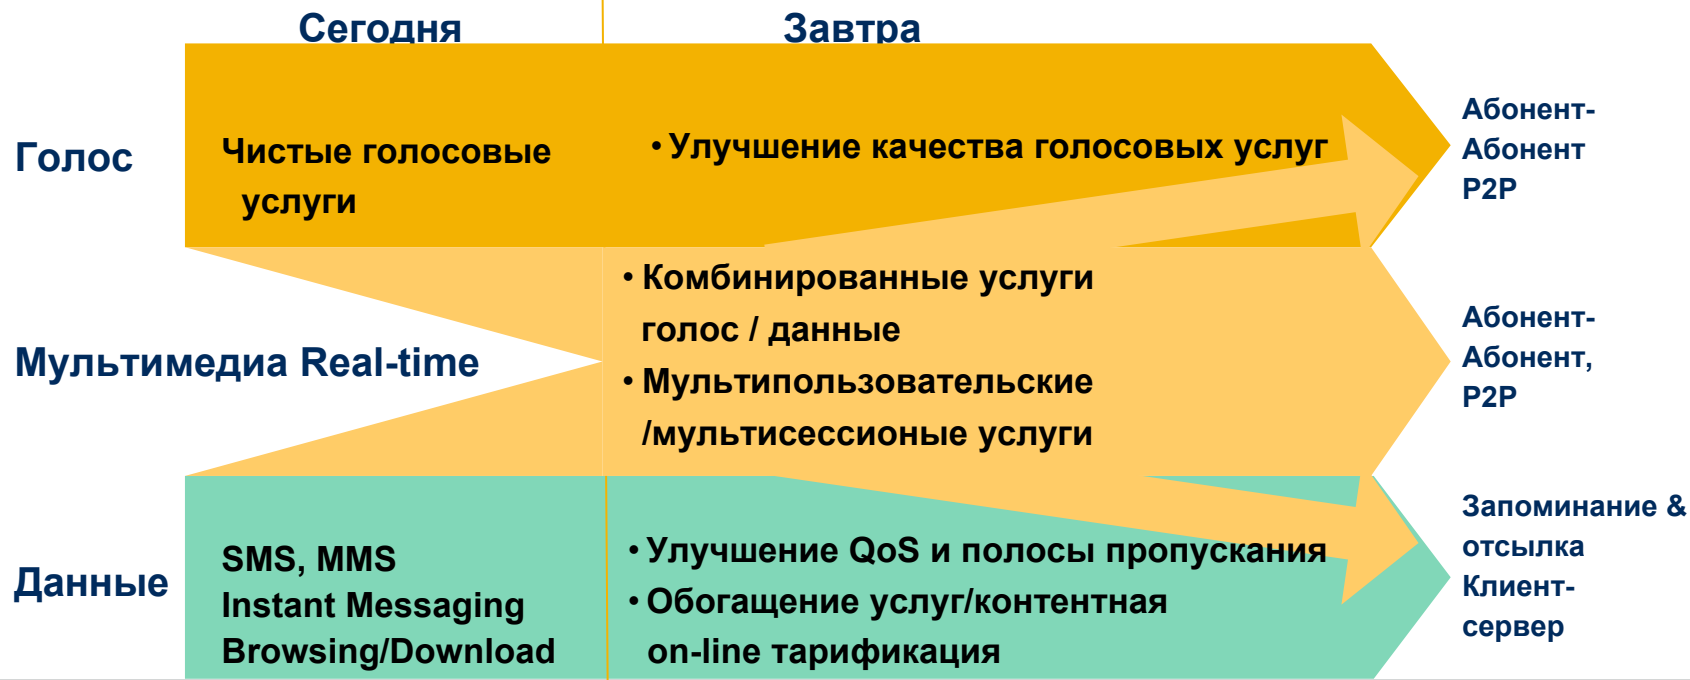 Сегодня
Завтра
Голос
Чистые голосовые
услуги
• Улучшение качества голосовых услуг
Абонент-
Абонент
P2P
Мультимедиа Real-time
• Комбинированные услуги
голос / данные
• Мультипользовательские
/мультисессионые услуги
Абонент-
Абонент,
P2P
Данные
SMS, MMS
Instant Messaging
Browsing/Download
• Улучшение QoS и полосы пропускания
• Обогащение услуг/контентная
on-line тарификация
Запоминание &
отсылка
Клиент-
сервер